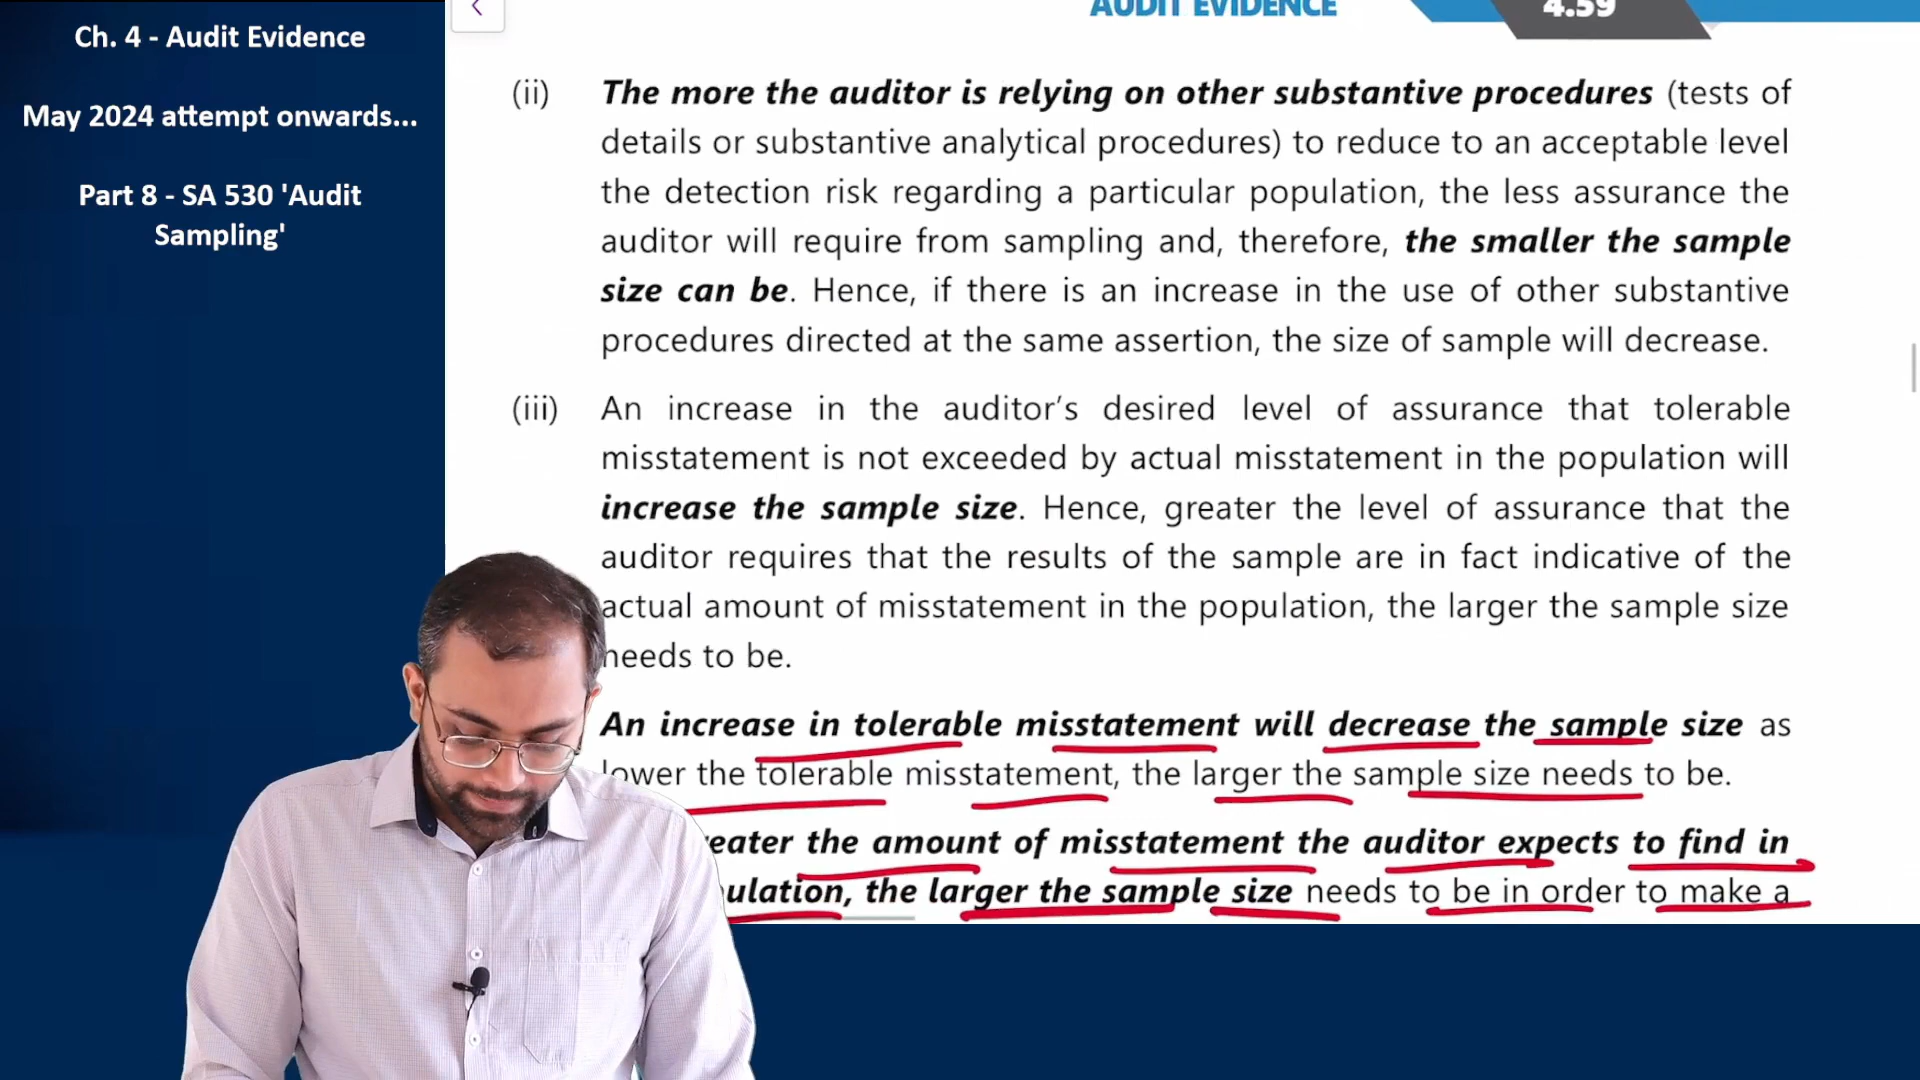 Ch. 4 - Audit Evidence
May 2024 attempt onwards...
Part 8 - SA 530 'Audit
Sampling'
AUDIT EVIDENCE
4.59
(ii) The more the auditor is relying on other substantive procedures (tests of
details or substantive analytical procedures) to reduce to an acceptable level
the detection risk regarding a particular population, the less assurance the
auditor will require from sampling and, therefore, the smaller the sample
size can be. Hence, if there is an increase in the use of other substantive
procedures directed at the same assertion, the size of sample will decrease.
(iii) An increase in the auditor's desired level of assurance that tolerable
misstatement is not exceeded by actual misstatement in the population will
increase the sample size. Hence, greater the level of assurance that the
auditor requires that the results of the sample are in fact indicative of the
actual amount of misstatement in the population, the larger the sample size
needs to be.
An increase in tolerable misstatement will decrease the sample size as
lower the tolerable misstatement, the larger the sample size needs to be.
eater the amount of misstatement the auditor expects to find in
ulation, the larger the sample size needs to be in order to make a